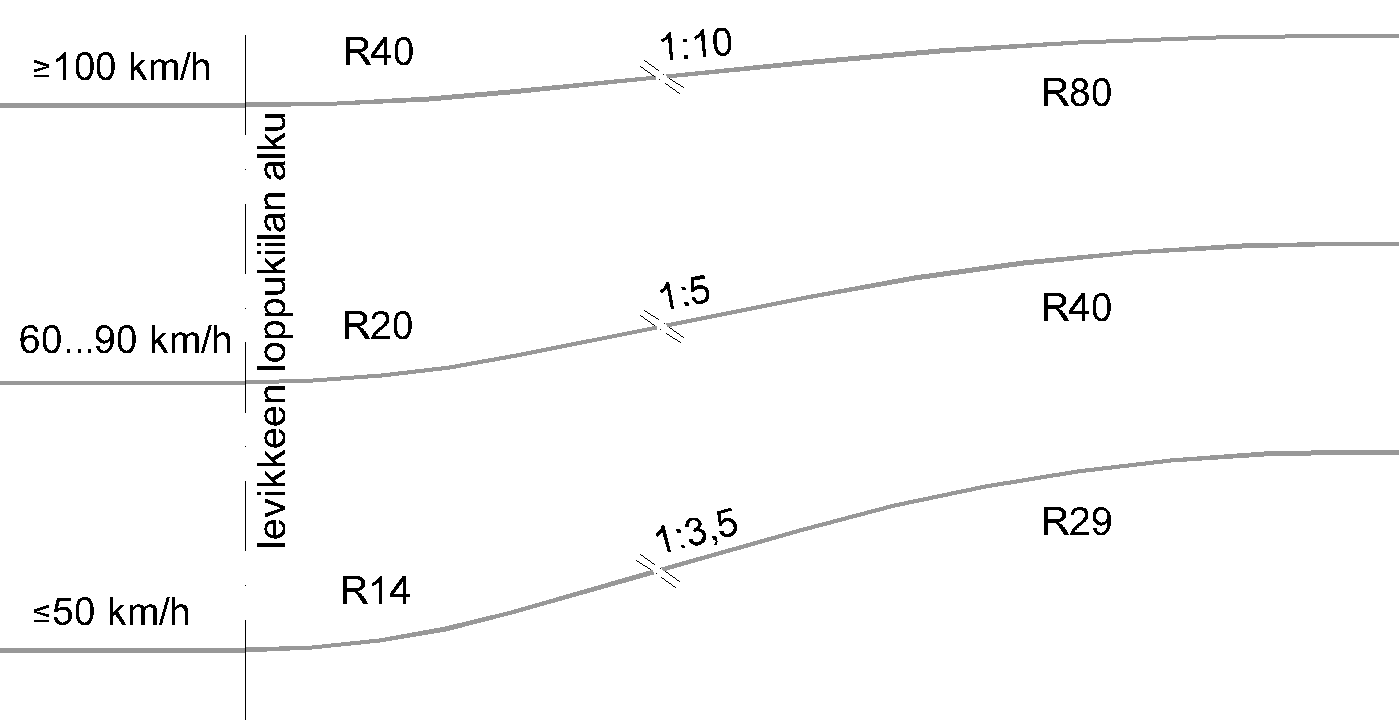 ≥100 km/h
R40
1:10
R80
levikkeen loppukiilan alku
60...90 km/h
R20
1:5
R40
≤50 km/h
R14
1:3,5
R29